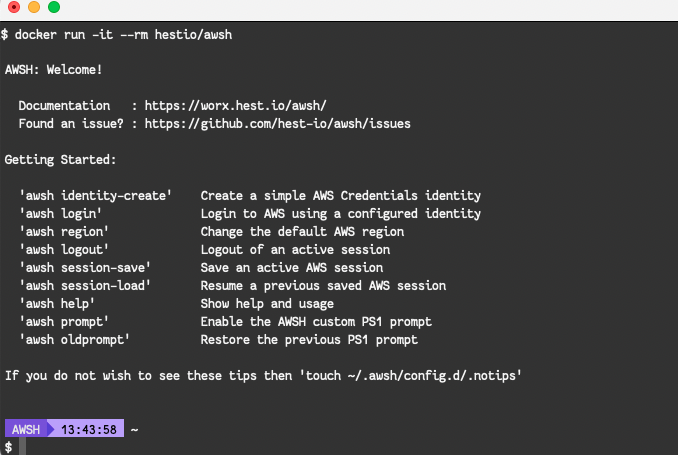 $ docker run -it --rm hestio/awsh
AWSH: Welcome!
Documentation   : https://worx.hest.io/awsh/
Found an issue? : https://github.com/hest-io/awsh/issues
Getting Started:
'awsh identity-create'    Create a simple AWS Credentials identity
'awsh login'              Login to AWS using a configured identity
'awsh region'             Change the default AWS region
'awsh logout'             Logout of an active session
'awsh session-save'       Save an active AWS session
'awsh session-load'       Resume a previous saved AWS session
'awsh help'               Show help and usage
'awsh prompt'             Enable the AWSH custom PS1 prompt
'awsh oldprompt'          Restore the previous PS1 prompt
If you do not wish to see these tips then 'touch ~/.awsh/config.d/.notips'
AWSH 13:43:58 ~
$